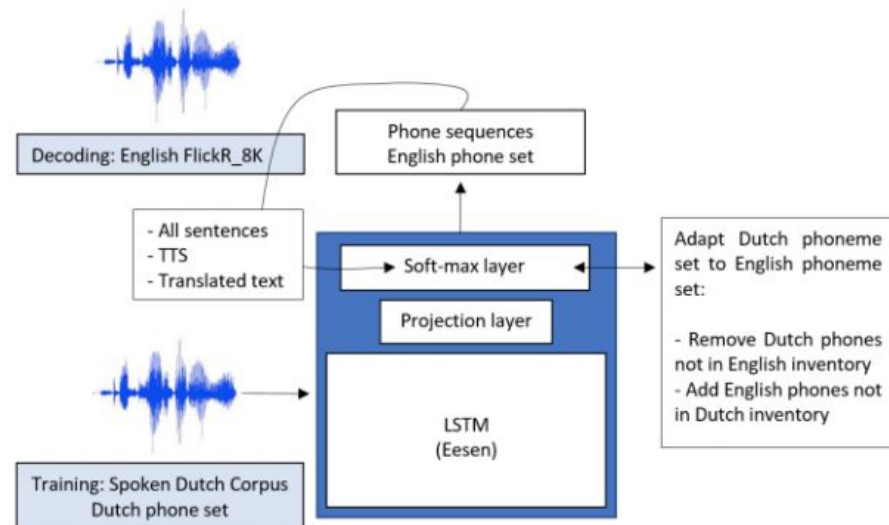 Decoding: English FlickR_8K
Phone sequences
English phone set
- All sentences
- TTS
- Translated text
Soft-max layer
Projection layer
LSTM
(Eesen)
Adapt Dutch phoneme
set to English phoneme
set:
- Remove Dutch phones
not in English inventory
- Add English phones not
in Dutch inventory
Training: Spoken Dutch Corpus
Dutch phone set